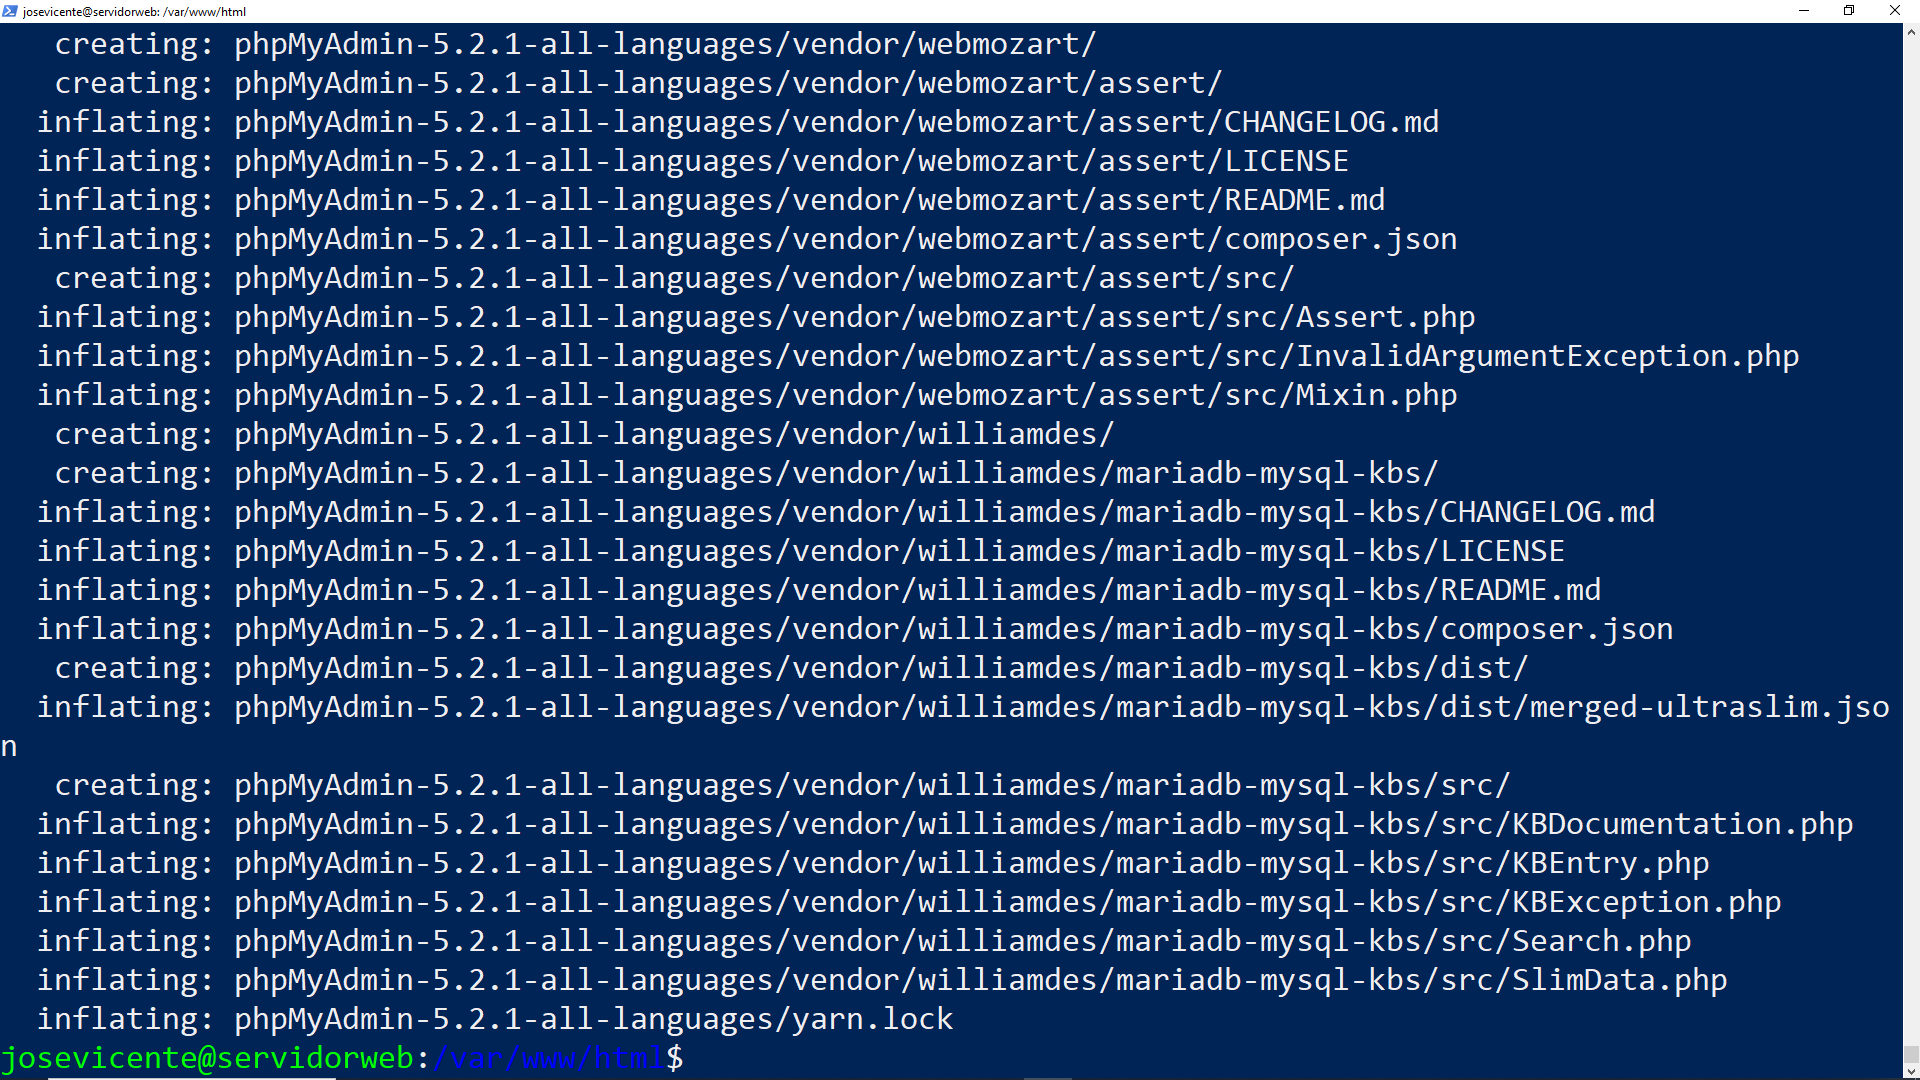 josevicente@servidorweb: /var/www/html
creating: phpMyAdmin-5.2.1-all-languages/vendor/webmozart/
creating: phpMyAdmin-5.2.1-all-languages/vendor/webmozart/assert/
inflating: phpMyAdmin-5.2.1-all-languages/vendor/webmozart/assert/CHANGELOG.md
inflating: phpMyAdmin-5.2.1-all-languages/vendor/webmozart/assert/LICENSE
inflating: phpMyAdmin-5.2.1-all-languages/vendor/webmozart/assert/README.md
inflating: phpMyAdmin-5.2.1-all-languages/vendor/webmozart/assert/composer.json
creating: phpMyAdmin-5.2.1-all-languages/vendor/webmozart/assert/src/
inflating: phpMyAdmin-5.2.1-all-languages/vendor/webmozart/assert/src/Assert.php
inflating: phpMyAdmin-5.2.1-all-languages/vendor/webmozart/assert/src/InvalidArgumentException.php
inflating: phpMyAdmin-5.2.1-all-languages/vendor/webmozart/assert/src/Mixin.php
creating: phpMyAdmin-5.2.1-all-languages/vendor/williamdes/
creating: phpMyAdmin-5.2.1-all-languages/vendor/williamdes/mariadb-mysql-kbs/
inflating: phpMyAdmin-5.2.1-all-languages/vendor/williamdes/mariadb-mysql-kbs/CHANGELOG.md
inflating: phpMyAdmin-5.2.1-all-languages/vendor/williamdes/mariadb-mysql-kbs/LICENSE
inflating: phpMyAdmin-5.2.1-all-languages/vendor/williamdes/mariadb-mysql-kbs/README.md
inflating: phpMyAdmin-5.2.1-all-languages/vendor/williamdes/mariadb-mysql-kbs/composer.json
creating: phpMyAdmin-5.2.1-all-languages/vendor/williamdes/mariadb-mysql-kbs/dist/
inflating: phpMyAdmin-5.2.1-all-languages/vendor/williamdes/mariadb-mysql-kbs/dist/merged-ultraslim.jso
n
creating: phpMyAdmin-5.2.1-all-languages/vendor/williamdes/mariadb-mysql-kbs/src/
inflating: phpMyAdmin-5.2.1-all-languages/vendor/williamdes/mariadb-mysql-kbs/src/KBDocumentation.php
inflating: phpMyAdmin-5.2.1-all-languages/vendor/williamdes/mariadb-mysql-kbs/src/KBEntry.php
inflating: phpMyAdmin-5.2.1-all-languages/vendor/williamdes/mariadb-mysql-kbs/src/KBException.php
inflating: phpMyAdmin-5.2.1-all-languages/vendor/williamdes/mariadb-mysql-kbs/src/Search.php
inflating: phpMyAdmin-5.2.1-all-languages/vendor/williamdes/mariadb-mysql-kbs/src/SlimData.php
inflating: phpMyAdmin-5.2.1-all-languages/yarn.lock
josevicente@servidorweb:/var/www/html$